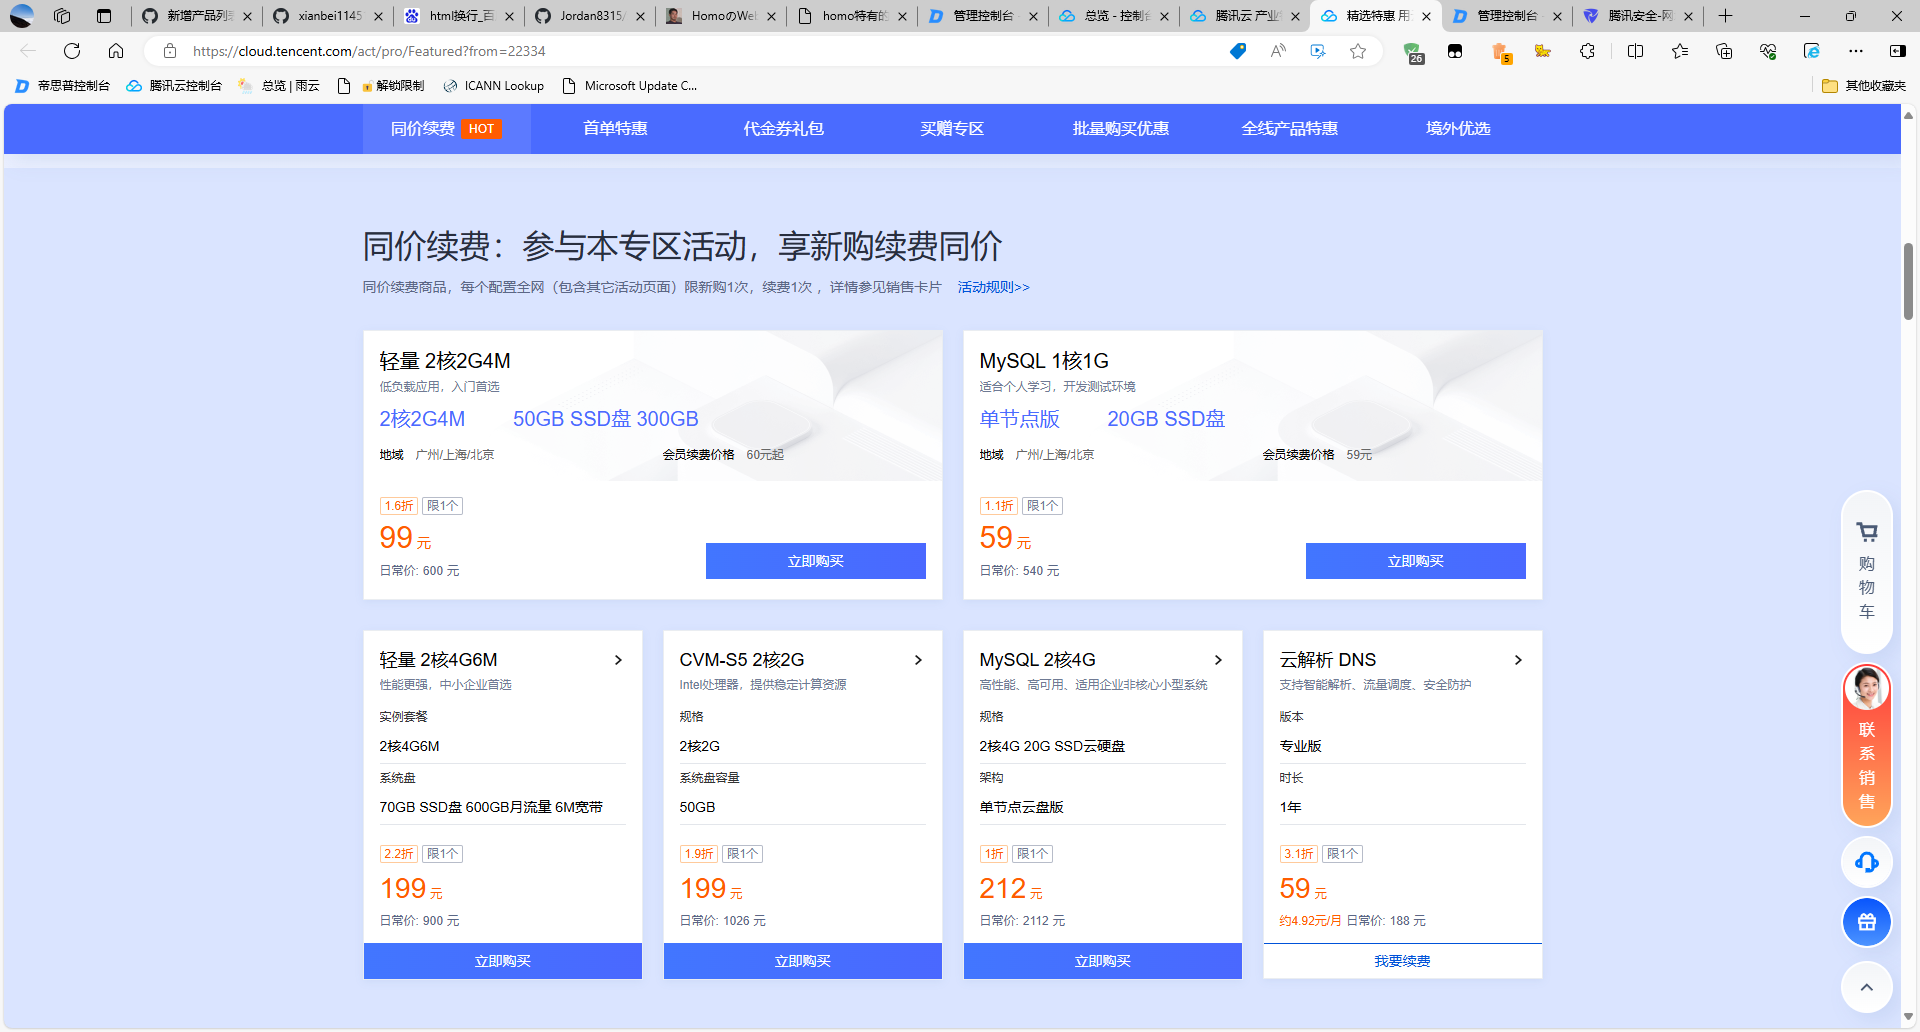 新增产品列
xianbei1145
html换行_百
Jordan8315/
HomoのWeb
homo特有的
管理控制台
总览 - 控制台
腾讯云 产业
精选特惠 用
管理控制台
腾讯安全-网
https://cloud.tencent.com/act/pro/Featured?from=22334
26
5
帝思普控制台
腾讯云控制台
总览 | 雨云
解锁限制
ICANN Lookup
Microsoft Update C...
其他收藏夹
同价续费 HOT
首单特惠
代金券礼包
买赠专区
批量购买优惠
全线产品特惠
境外优选
同价续费：参与本专区活动，享新购续费同价
同价续费商品，每个配置全网（包含其它活动页面）限新购1次，续费1次 ，详情参见销售卡片 活动规则>>
轻量 2核2G4M
低负载应用，入门首选
2核2G4M 50GB SSD盘 300GB
地域 广州/上海/北京 会员续费价格 60元起
1.6折 限1个
99 元
日常价: 600 元
立即购买
MySQL 1核1G
适合个人学习，开发测试环境
单节点版 20GB SSD盘
地域 广州/上海/北京 会员续费价格 59元
1.1折 限1个
59 元
日常价: 540 元
立即购买
轻量 2核4G6M
性能更强，中小企业首选
实例套餐
2核4G6M
系统盘
70GB SSD盘 600GB月流量 6M宽带
2.2折 限1个
199 元
日常价: 900 元
立即购买
CVM-S5 2核2G
Intel处理器，提供稳定计算资源
规格
2核2G
系统盘容量
50GB
1.9折 限1个
199 元
日常价: 1026 元
立即购买
MySQL 2核4G
高性能、高可用、适用企业非核心小型系统
规格
2核4G 20G SSD云硬盘
架构
单节点云盘版
1折 限1个
212 元
日常价: 2112 元
立即购买
云解析 DNS
支持智能解析、流量调度、安全防护
版本
专业版
时长
1年
3.1折 限1个
59 元
约4.92元/月 日常价: 188 元
我要续费
购物车
联系销售